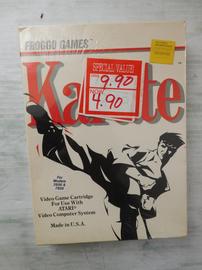 FROGGO GAMES
SPECIAL VALUE!
9.90
4.90
Karate
For
Models
2600 &
7800
Video Game Cartridge
For Use With
ATARI®
Video Computer System
Made in U.S.A.